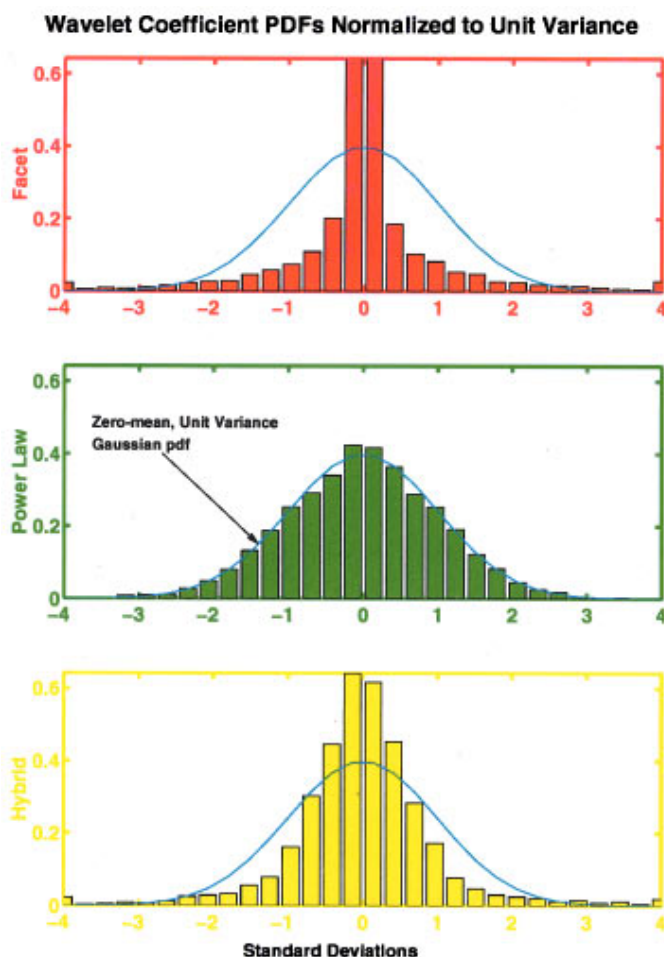 Wavelet Coefficient PDFs Normalized to Unit Variance
0.6
0.4
0.2
0
Facet
−4 −3 −2 −1 0 1 2 3 4
0.6
0.4
0.2
0
Power Law
Zero-mean, Unit Variance
Gaussian pdf
−4 −3 −2 −1 0 1 2 3 4
0.6
0.4
0.2
0
Hybrid
−4 −3 −2 −1 0 1 2 3 4
Standard Deviations